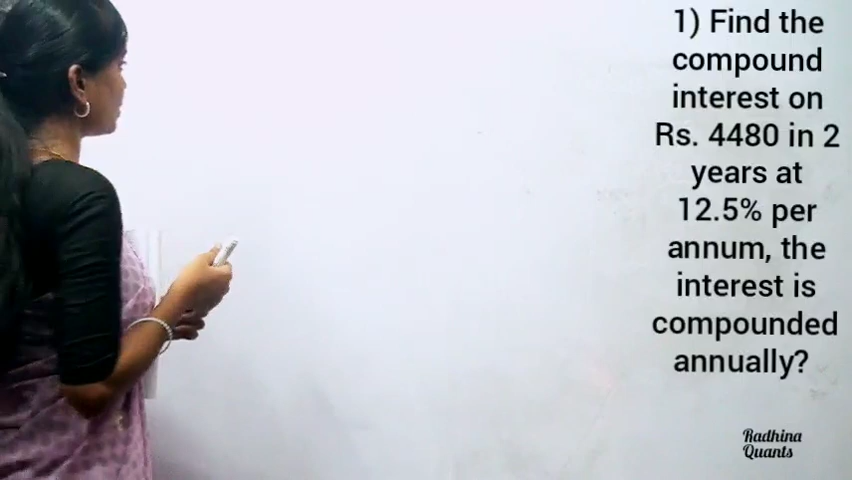 1) Find the
compound
interest on
Rs. 4480 in 2
years at
12.5% per
annum, the
interest is
compounded
annually?
Radhina
Quants